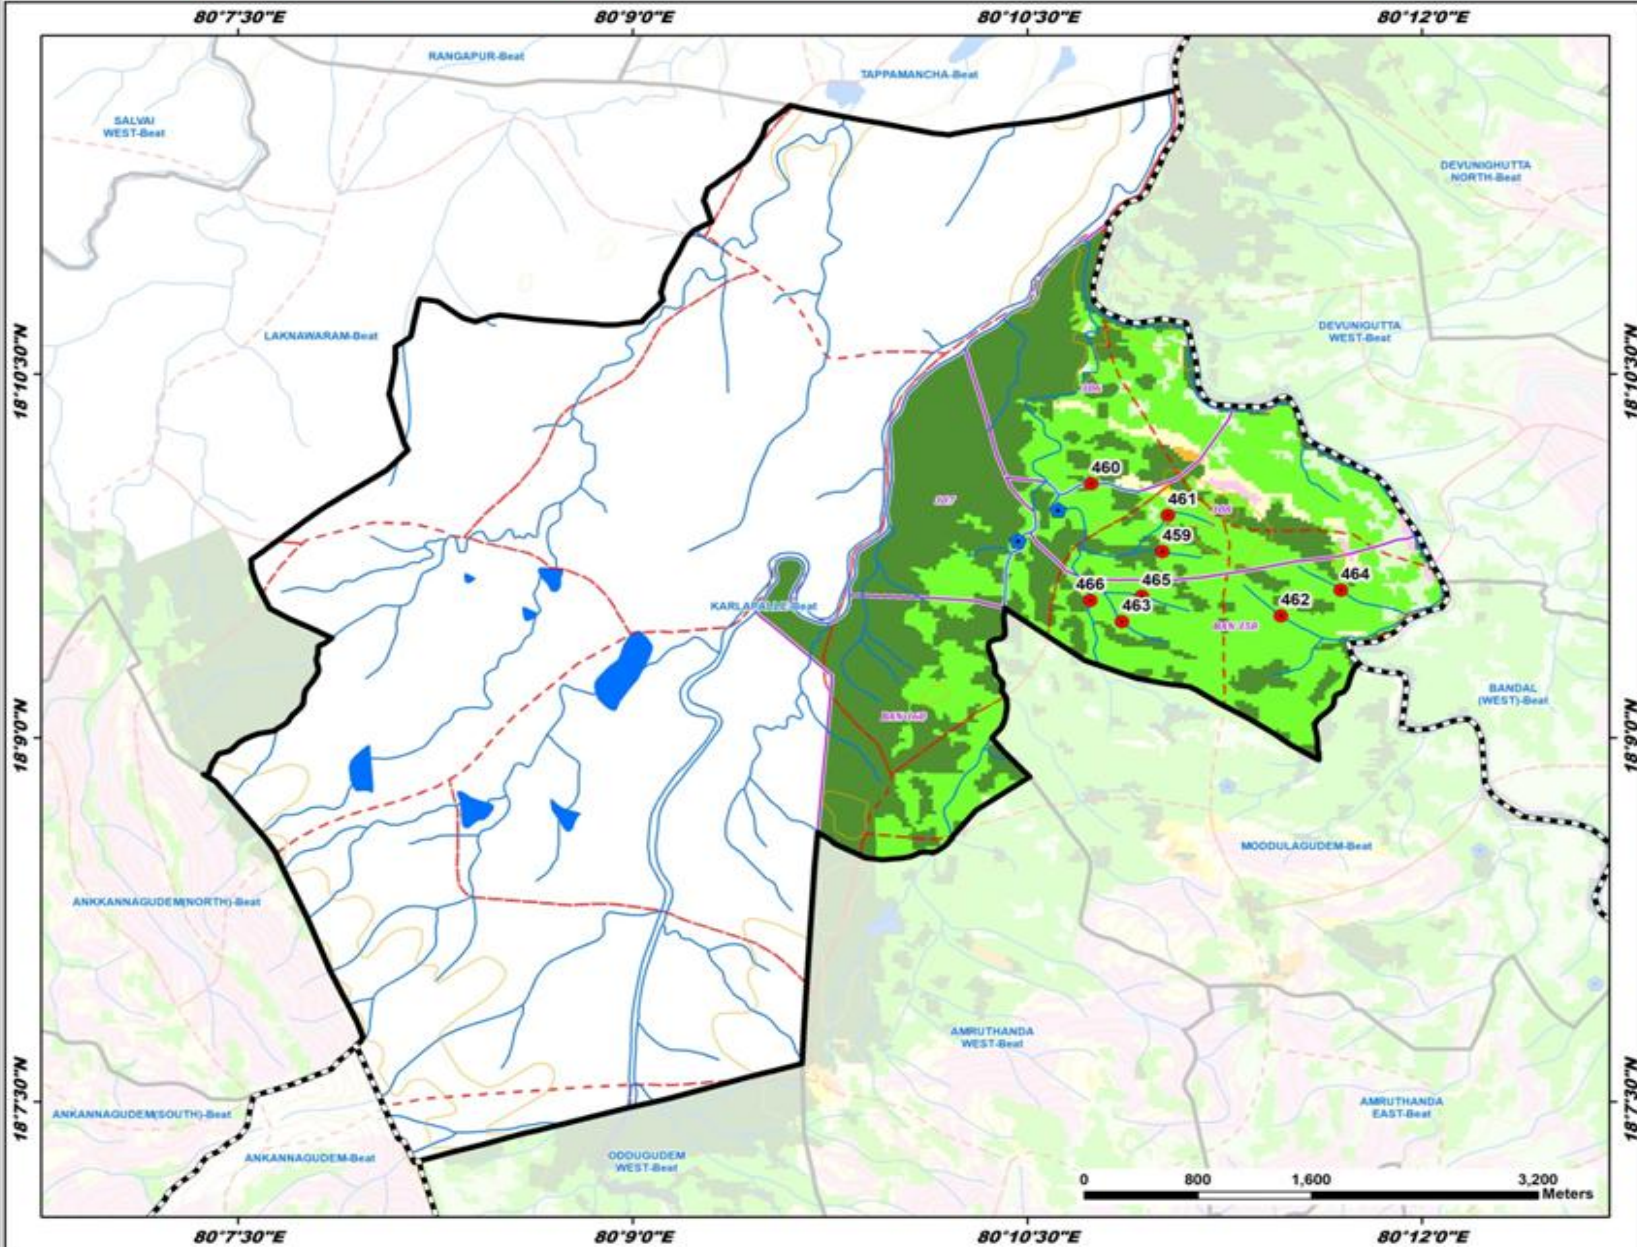 80°7'30"E
80°9'0"E
80°10'30"E
80°12'0"E
RANGAPUR-Beat
TAPPAMANCHA-Beat
SALVAI
WEST-Beat
DEVUNIGHUTTA
NORTH-Beat
LAKNAWARAM-Beat
DEVUNIGUTTA
WEST-Beat
18°10'30"N
18°10'30"N
106
460
107
461
108
459
464
466
465
463
462
KARLAPALLE-Beat
BANDAL
(WEST)-Beat
18°9'0"N
18°9'0"N
MODDULAGUDEM-Beat
ANKKANNAGUDEM(NORTH)-Beat
AMRUTHANDA
WEST-Beat
ANKANNAGUDEM(SOUTH)-Beat
AMRUTHANDA
EAST-Beat
18°7'30"N
18°7'30"N
ANKANNAGUDEM-Beat
ODDUGUDEM
WEST-Beat
0
800
1,600
3,200
Meters
80°7'30"E
80°9'0"E
80°10'30"E
80°12'0"E